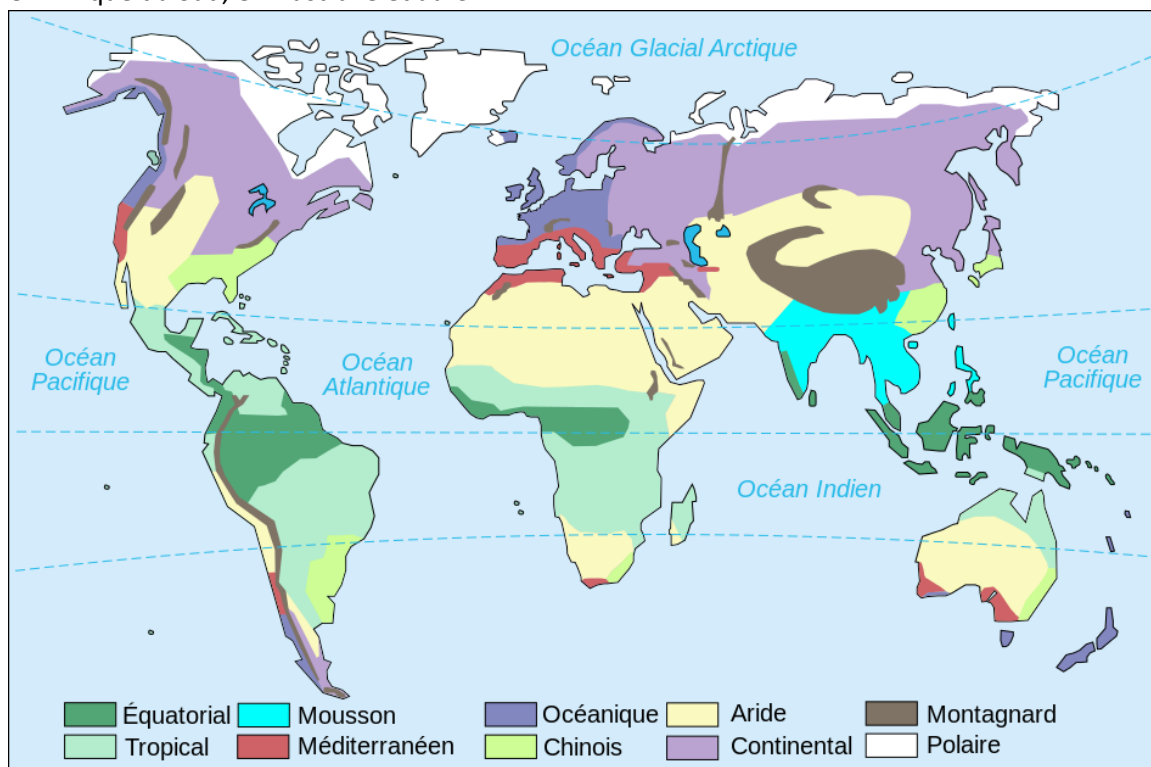 Océan Glacial Arctique
Océan
Pacifique
Océan
Atlantique
Océan
Pacifique
Océan Indien
Équatorial Mousson Océanique Aride Montagnard
Tropical Méditerranéen Chinois Continental Polaire